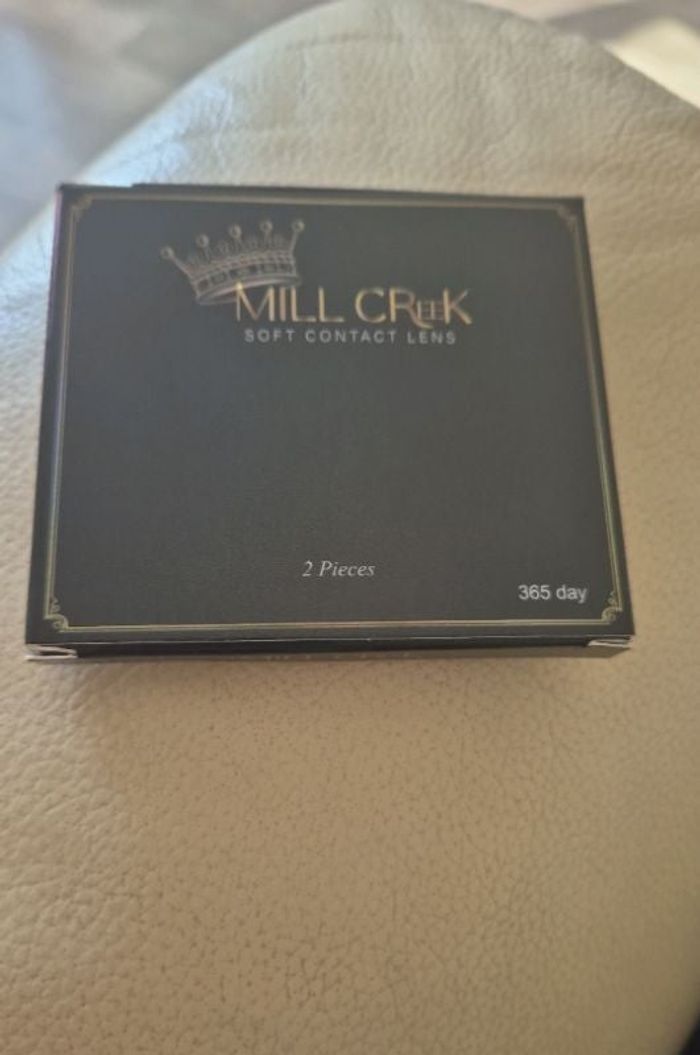 MILL CREEK
SOFT CONTACT LENS
2 Pieces
365 day